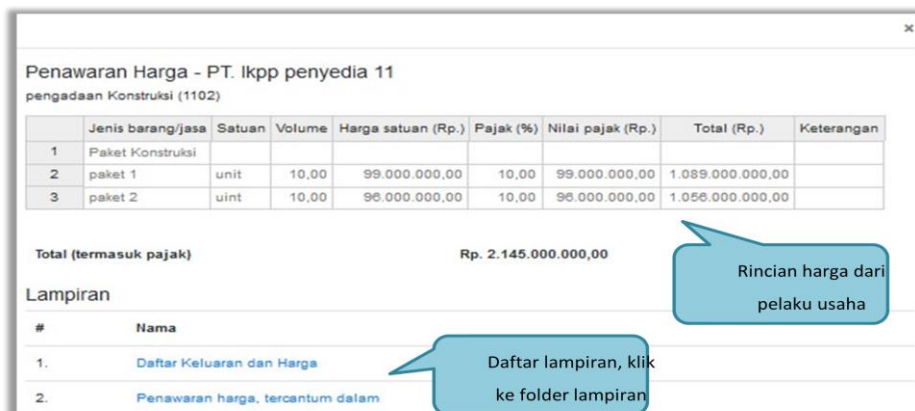 ×
Penawaran Harga - PT. lkpp penyedia 11
pengadaan Konstruksi (1102)
Jenis barang/jasa Satuan Volume Harga satuan (Rp.) Pajak (%) Nilai pajak (Rp.) Total (Rp.) Keterangan
1 Paket Konstruksi
2 paket 1 unit 10,00 99.000.000,00 10,00 99.000.000,00 1.089.000.000,00
3 paket 2 uint 10,00 96.000.000,00 10,00 96.000.000,00 1.056.000.000,00
Total (termasuk pajak) Rp. 2.145.000.000,00
Rincian harga dari
pelaku usaha
Lampiran
# Nama
1. Daftar Keluaran dan Harga
2. Penawaran harga, tercantum dalam
Daftar lampiran, klik
ke folder lampiran